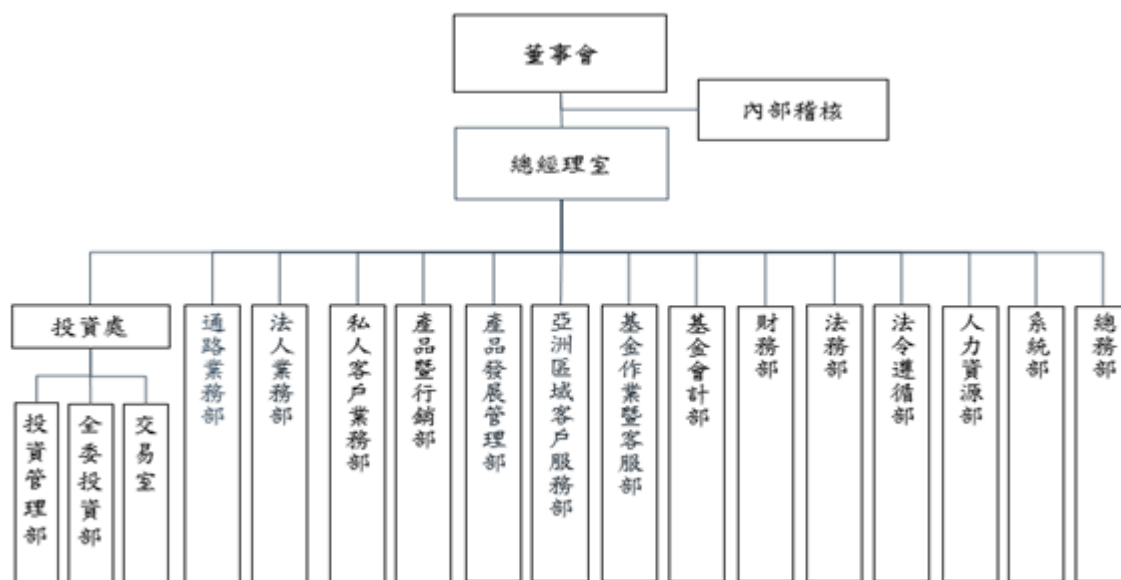 董事會
內部稽核
總經理室
投資處
投資管理部
全委投資部
交易室
通路業務部
法人業務部
私人客戶業務部
產品暨行銷部
產品發展管理部
亞洲區域客戶服務部
基金作業暨客服部
基金會計部
財務部
法務部
法令遵循部
人力資源部
系統部
總務部